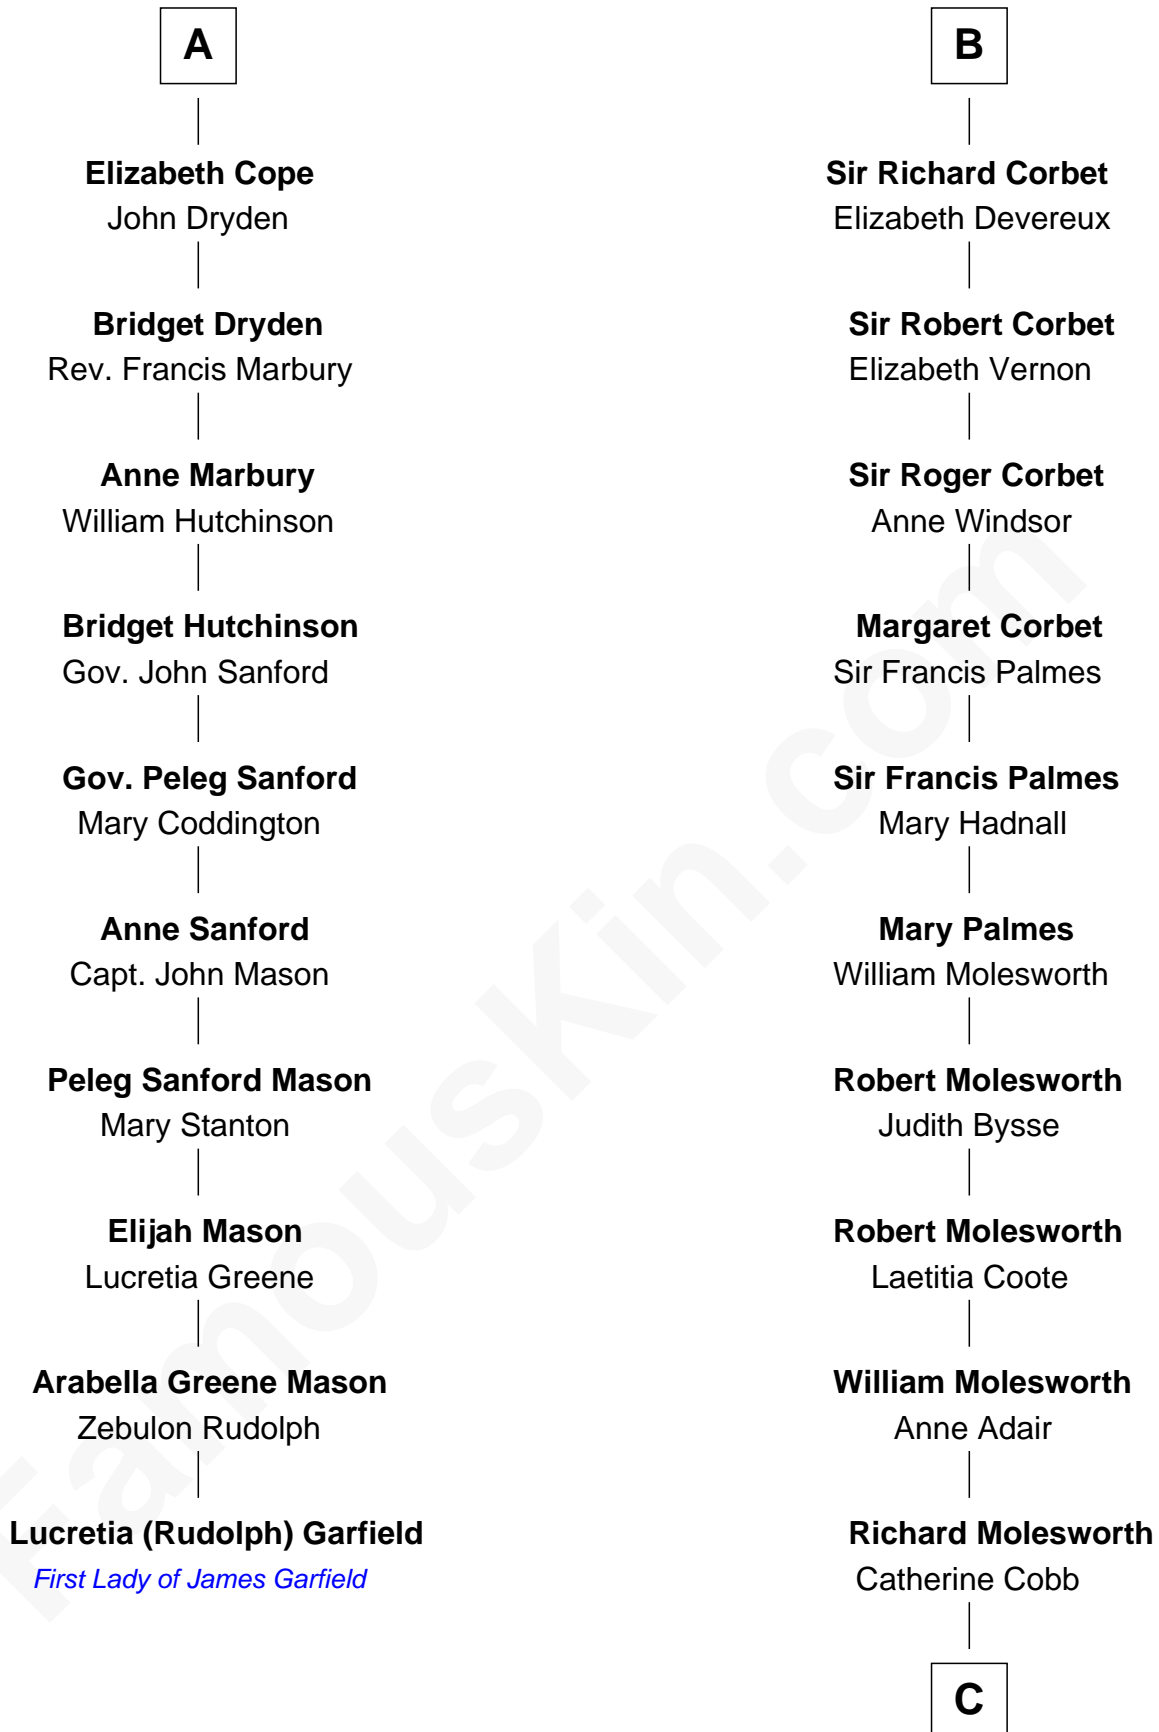 A
Elizabeth Cope
John Dryden
Bridget Dryden
Rev. Francis Marbury
Anne Marbury
William Hutchinson
Bridget Hutchinson
Gov. John Sanford
Gov. Peleg Sanford
Mary Coddington
Anne Sanford
Capt. John Mason
Peleg Sanford Mason
Mary Stanton
Elijah Mason
Lucretia Greene
Arabella Greene Mason
Zebulon Rudolph
Lucretia (Rudolph) Garfield
First Lady of James Garfield
B
Sir Richard Corbet
Elizabeth Devereux
Sir Robert Corbet
Elizabeth Vernon
Sir Roger Corbet
Anne Windsor
Margaret Corbet
Sir Francis Palmes
Sir Francis Palmes
Mary Hadnall
Mary Palmes
William Molesworth
Robert Molesworth
Judith Bysse
Robert Molesworth
Laetitia Coote
William Molesworth
Anne Adair
Richard Molesworth
Catherine Cobb
C
FamousKin.com